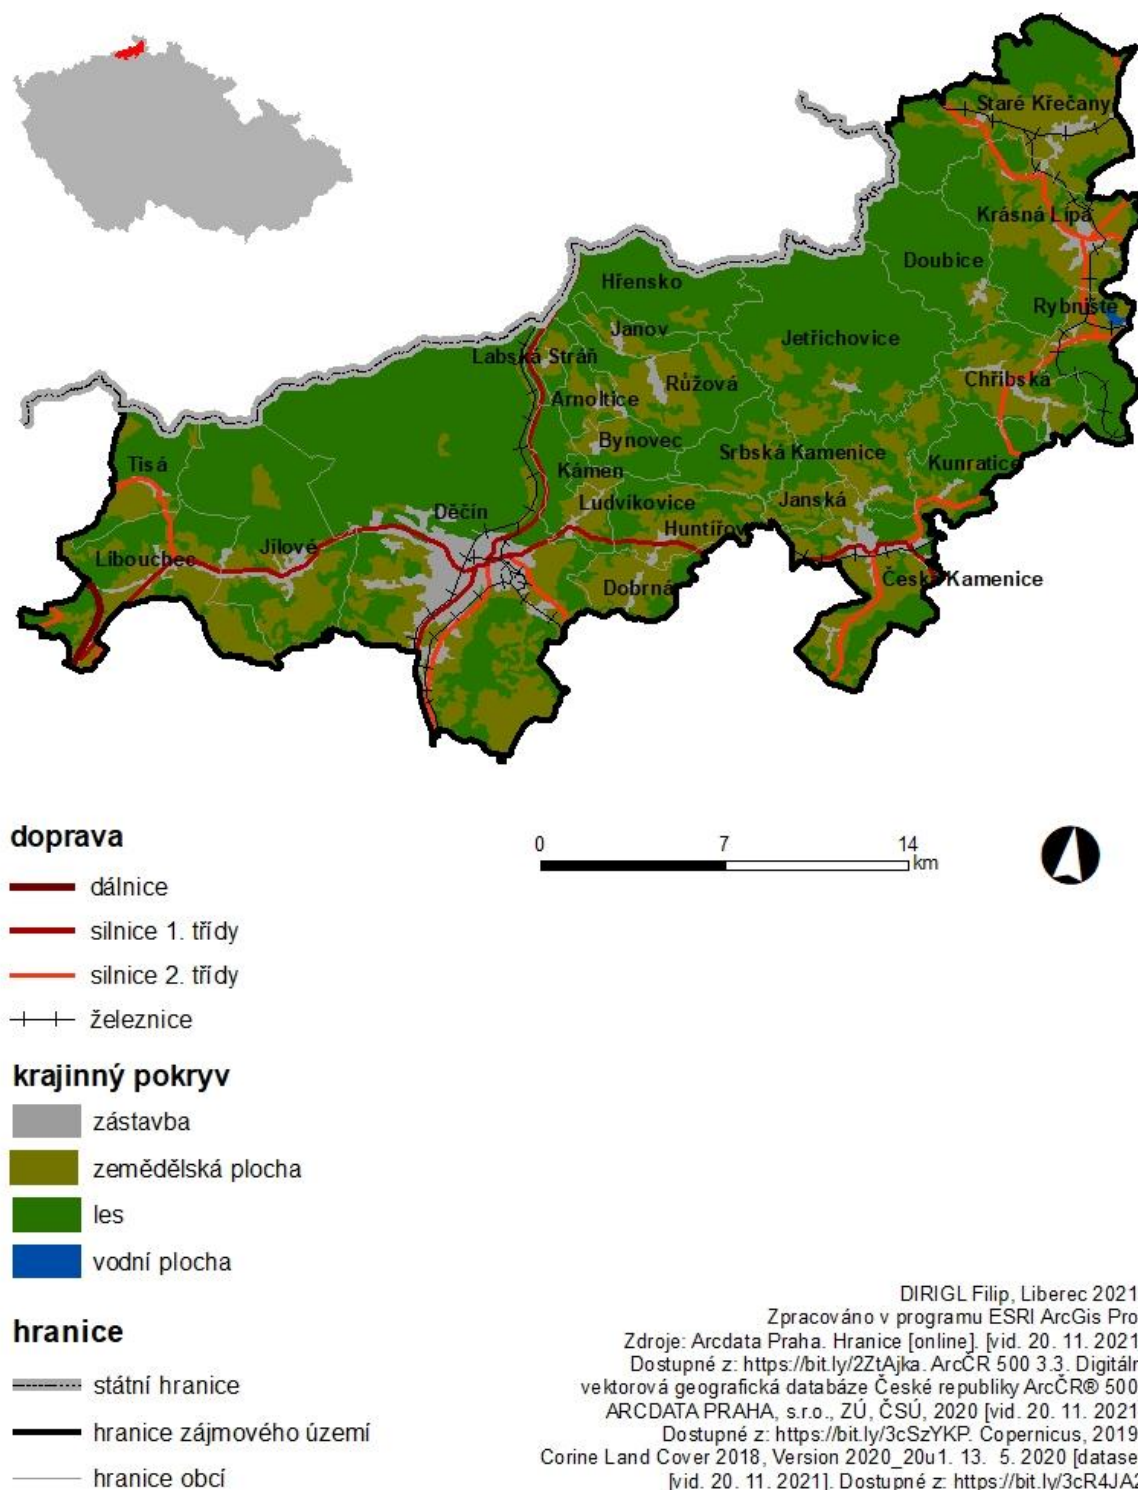 Staré Křečany
Krásná Lípa
Doubice
Hřensko
Rybniště
Janov
Jetřichovice
Labská Stráň
Růžová
Chřibská
Arnoltice
Bynovec
Srbská Kamenice
Tisá
Kámen
Kunratice
Ludvíkovice
Janská
Děčín
Huntířov
Jílové
Libouchec
Dobrná
Česká Kamenice
doprava
0 7 14
km
dálnice
silnice 1. třídy
silnice 2. třídy
železnice
krajinný pokryv
zástavba
zemědělská plocha
les
vodní plocha
hranice
státní hranice
hranice zájmového území
hranice obcí
DIRIGL Filip, Liberec 2021
Zpracováno v programu ESRI ArcGis Pro
Zdroje: Arcdata Praha. Hranice [online]. [vid. 20. 11. 2021
Dostupné z: https://bit.ly/2ZtAjka. ArcČR 500 3.3. Digitáln
vektorová geografická databáze České republiky ArcČR® 500
ARCDATA PRAHA, s.r.o., ZÚ, ČSÚ, 2020 [vid. 20. 11. 2021
Dostupné z: https://bit.ly/3cSzYKP. Copernicus, 2019
Corine Land Cover 2018, Version 2020_20u1. 13. 5. 2020 [datase
[vid. 20. 11. 2021]. Dostupné z: https://bit.ly/3cR4JA2